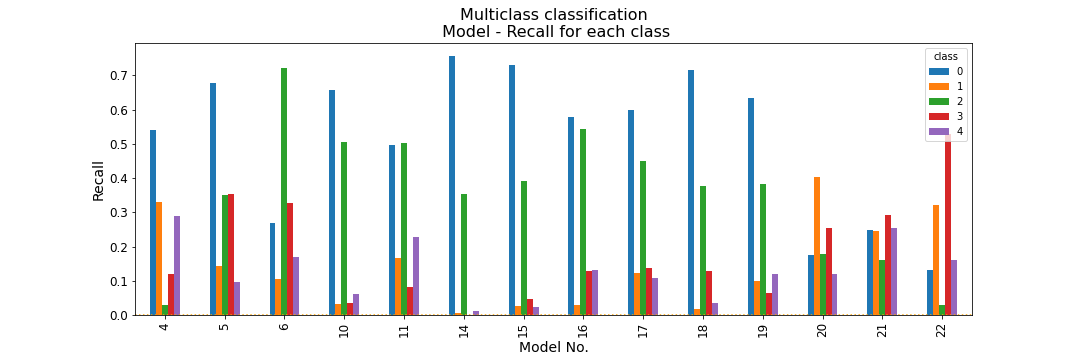 Multiclass classification
Model - Recall for each class
class
0
1
2
3
4
Recall
0.7
0.6
0.5
0.4
0.3
0.2
0.1
0.0
4 5 6 10 11 14 15 16 17 18 19 20 21 22
Model No.